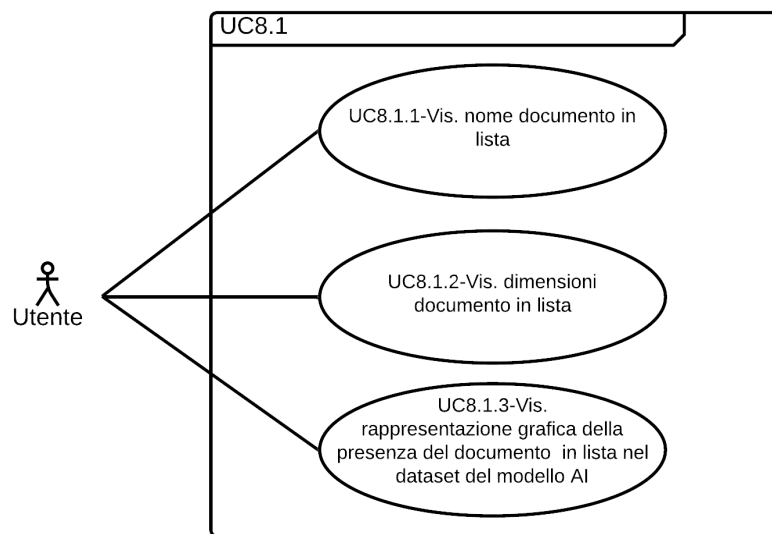 UC8.1
UC8.1.1-Vis. nome documento in
lista
UC8.1.2-Vis. dimensioni
documento in lista
Utente
UC8.1.3-Vis.
rappresentazione grafica della
presenza del documento  in lista nel
dataset del modello AI